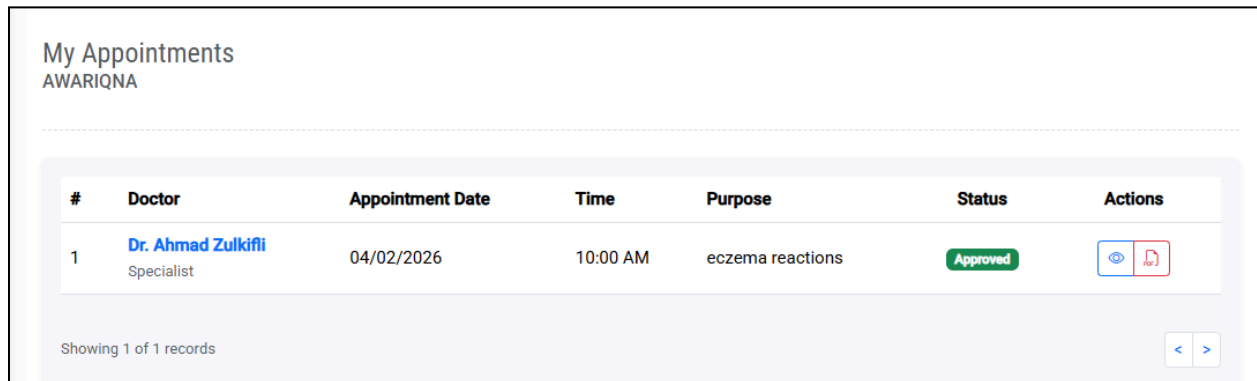 My Appointments
AWARIQNA
# Doctor Appointment Date Time Purpose Status Actions
1 Dr. Ahmad Zulkifli Specialist 04/02/2026 10:00 AM eczema reactions Approved PDF
Showing 1 of 1 records < >